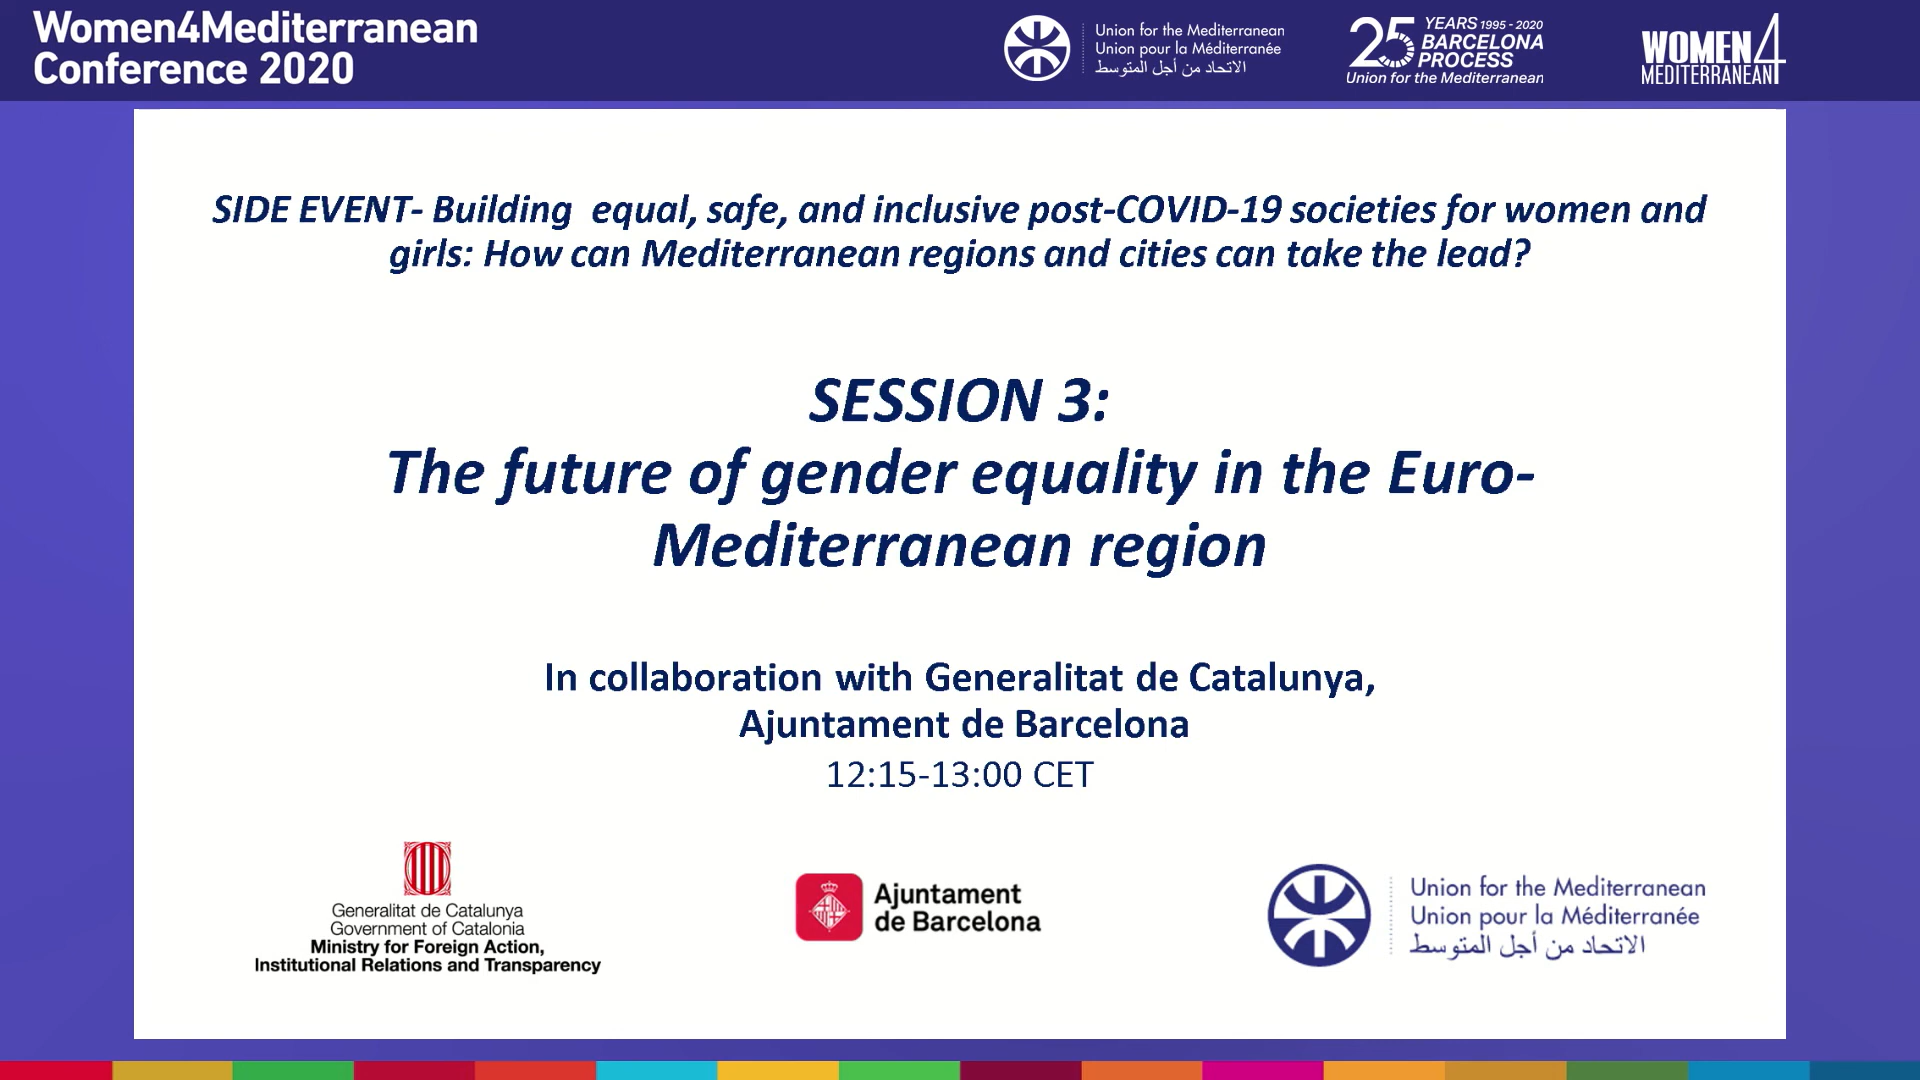 Women4Mediterranean
Conference 2020
Union for the Mediterranean
Union pour la Méditerranée
الاتحاد من أجل المتوسط
25 YEARS 1995 - 2020
BARCELONA
PROCESS
Union for the Mediterranean
WOMEN4
MEDITERRANEAN
SIDE EVENT- Building  equal, safe, and inclusive post-COVID-19 societies for women and
girls: How can Mediterranean regions and cities can take the lead?
SESSION 3:
The future of gender equality in the Euro-
Mediterranean region
In collaboration with Generalitat de Catalunya,
Ajuntament de Barcelona
12:15-13:00 CET
Generalitat de Catalunya
Government of Catalonia
Ministry for Foreign Action,
Institutional Relations and Transparency
Ajuntament
de Barcelona
Union for the Mediterranean
Union pour la Méditerranée
الاتحاد من أجل المتوسط